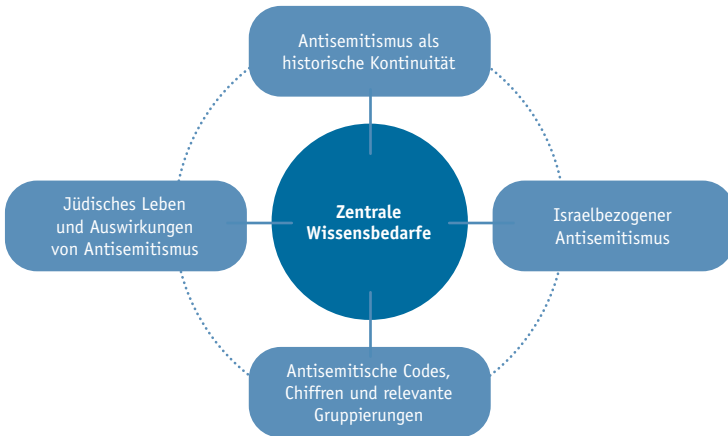 Antisemitismus als
historische Kontinuität
Jüdisches Leben
und Auswirkungen
von Antisemitismus
Zentrale
Wissensbedarfe
Israelbezogener
Antisemitismus
Antisemitische Codes,
Chiffren und relevante
Gruppierungen